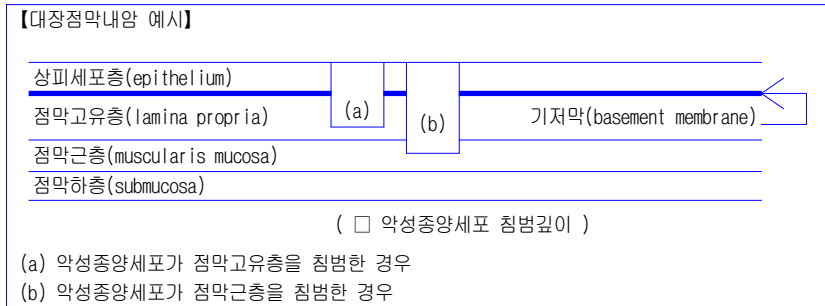 【대장점막내암 예시】
상피세포층(epithelium)
점막고유층(lamina propria)
(a)
(b)
기저막(basement membrane)
점막근층(muscularis mucosa)
점막하층(submucosa)
( □ 악성종양세포 침범깊이 )
(a) 악성종양세포가 점막고유층을 침범한 경우
(b) 악성종양세포가 점막근층을 침범한 경우